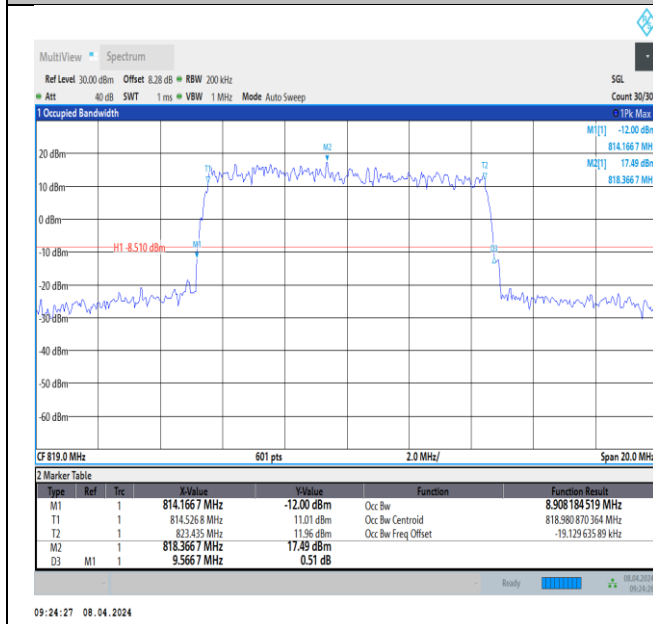 MultiView Spectrum
Ref Level 30.00 dBm Offset 8.28 dB RBW 200 kHz SGL
Att 40 dB SWT 1 ms VBW 1 MHz Mode Auto Sweep Count 30/30
1 Occupied Bandwidth 1Pk Max
M1[1] -12.00 dBm
814.166 7 MH
M2[1] 17.49 dBm
818.366 7 MH
M2
T1 T2
20 dBm
10 dBm
0 dBm
H1 -8.510 dBm
M1
D3
-10 dBm
-20 dBm
-30 dBm
-40 dBm
-50 dBm
-60 dBm
CF 819.0 MHz 601 pts 2.0 MHz/ Span 20.0 MHz
2 Marker Table
Type Ref Trc X-Value Y-Value Function Function Result
M1 1 814.166 7 MHz -12.00 dBm Occ Bw 8.908 184 519 MHz
T1 1 814.526 8 MHz 11.01 dBm Occ Bw Centroid 818.980 870 364 MHz
T2 1 823.435 MHz 11.96 dBm Occ Bw Freq Offset -19.129 635 89 kHz
M2 1 818.366 7 MHz 17.49 dBm
D3 M1 1 9.566 7 MHz 0.51 dB
Ready 08.04.2024
09:24:26
09:24:27 08.04.2024